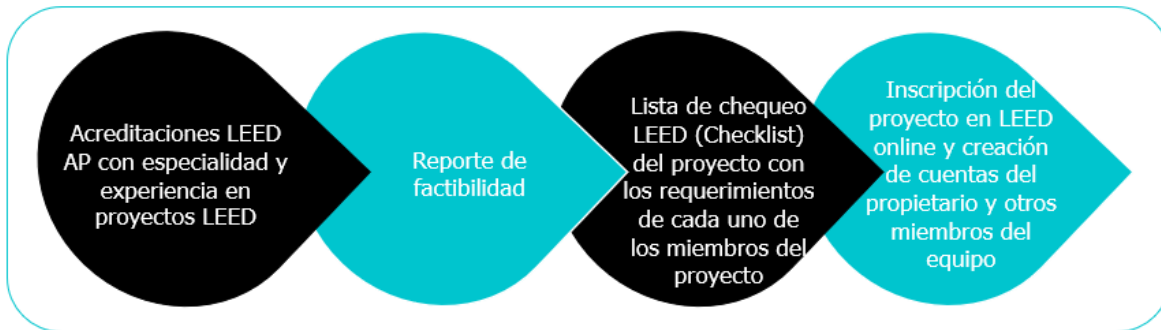 Acreditaciones LEED
AP con especialidad y
experiencia en
proyectos LEED
Reporte de
factibilidad
Lista de chequeo
LEED (Checklist)
del proyecto con
los requerimientos
de cada uno de
los miembros del
proyecto
Inscripción del
proyecto en LEED
online y creación
de cuentas del
propietario y otros
miembros del
equipo